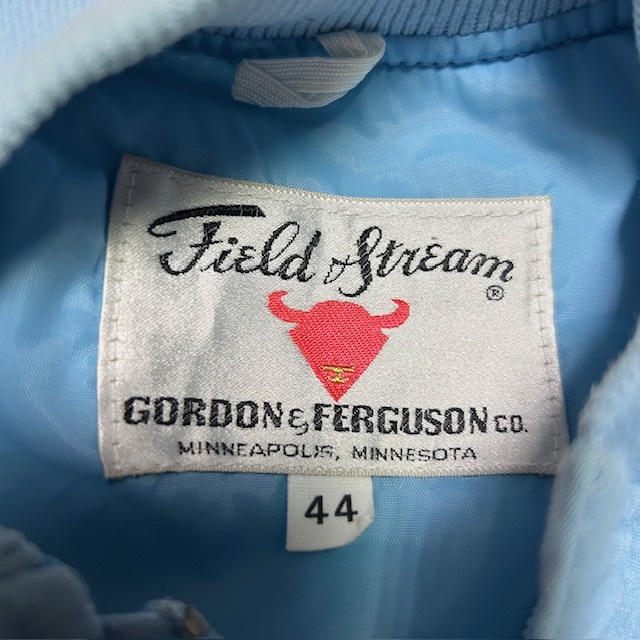 Field & Stream
®
GORDON & FERGUSON CO.
MINNEAPOLIS, MINNESOTA
44